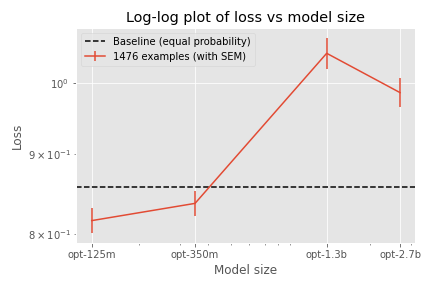 Log-log plot of loss vs model size
Baseline (equal probability)
1476 examples (with SEM)
10⁰
9 × 10⁻¹
8 × 10⁻¹
Loss
opt-125m
opt-350m
opt-1.3b
opt-2.7b
Model size